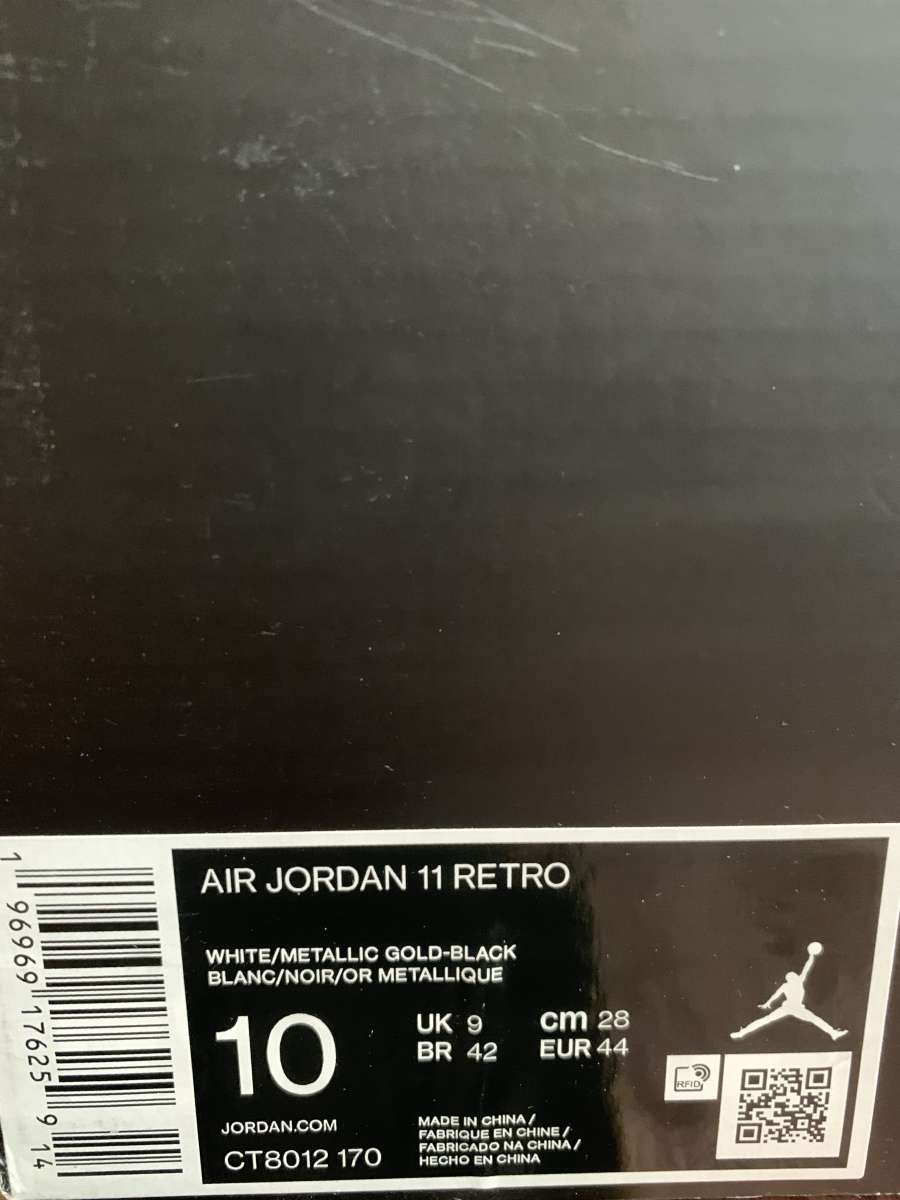 AIR JORDAN 11 RETRO
WHITE/METALLIC GOLD-BLACK
BLANC/NOIR/OR METALLIQUE
10
UK 9
cm 28
BR 42
EUR 44
RFID
JORDAN.COM
CT8012 170
MADE IN CHINA /
FABRIQUE EN CHINE /
FABRICADO NA CHINA /
HECHO EN CHINA
1 96969 17625 9 14